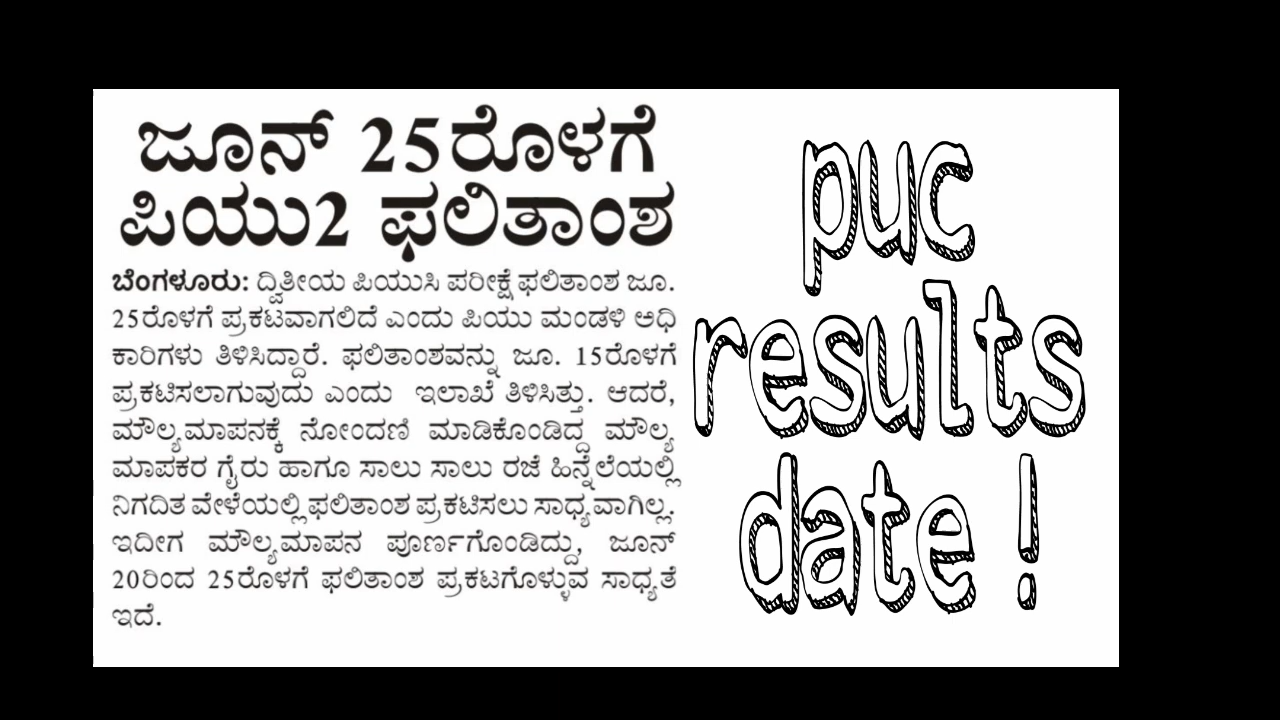 ಜೂನ್ 25ರೊಳಗೆ
ಪಿಯು2 ಫಲಿತಾಂಶ
ಬೆಂಗಳೂರು: ದ್ವಿತೀಯ ಪಿಯುಸಿ ಪರೀಕ್ಷೆ ಫಲಿತಾಂಶ ಜೂ.
25ರೊಳಗೆ ಪ್ರಕಟವಾಗಲಿದೆ ಎಂದು ಪಿಯು ಮಂಡಳಿ ಅಧಿ
ಕಾರಿಗಳು ತಿಳಿಸಿದ್ದಾರೆ. ಫಲಿತಾಂಶವನ್ನು ಜೂ. 15ರೊಳಗೆ
ಪ್ರಕಟಿಸಲಾಗುವುದು ಎಂದು ಇಲಾಖೆ ತಿಳಿಸಿತ್ತು. ಆದರೆ,
ಮೌಲ್ಯಮಾಪನಕ್ಕೆ ನೋಂದಣಿ ಮಾಡಿಕೊಂಡಿದ್ದ ಮೌಲ್ಯ
ಮಾಪಕರ ಗೈರು ಹಾಗೂ ಸಾಲು ಸಾಲು ರಜೆ ಹಿನ್ನೆಲೆಯಲ್ಲಿ
ನಿಗದಿತ ವೇಳೆಯಲ್ಲಿ ಫಲಿತಾಂಶ ಪ್ರಕಟಿಸಲು ಸಾಧ್ಯವಾಗಿಲ್ಲ.
ಇದೀಗ ಮೌಲ್ಯಮಾಪನ ಪೂರ್ಣಗೊಂಡಿದ್ದು, ಜೂನ್
20ರಿಂದ 25ರೊಳಗೆ ಫಲಿತಾಂಶ ಪ್ರಕಟಗೊಳ್ಳುವ ಸಾಧ್ಯತೆ
ಇದೆ.
puc
results
date !